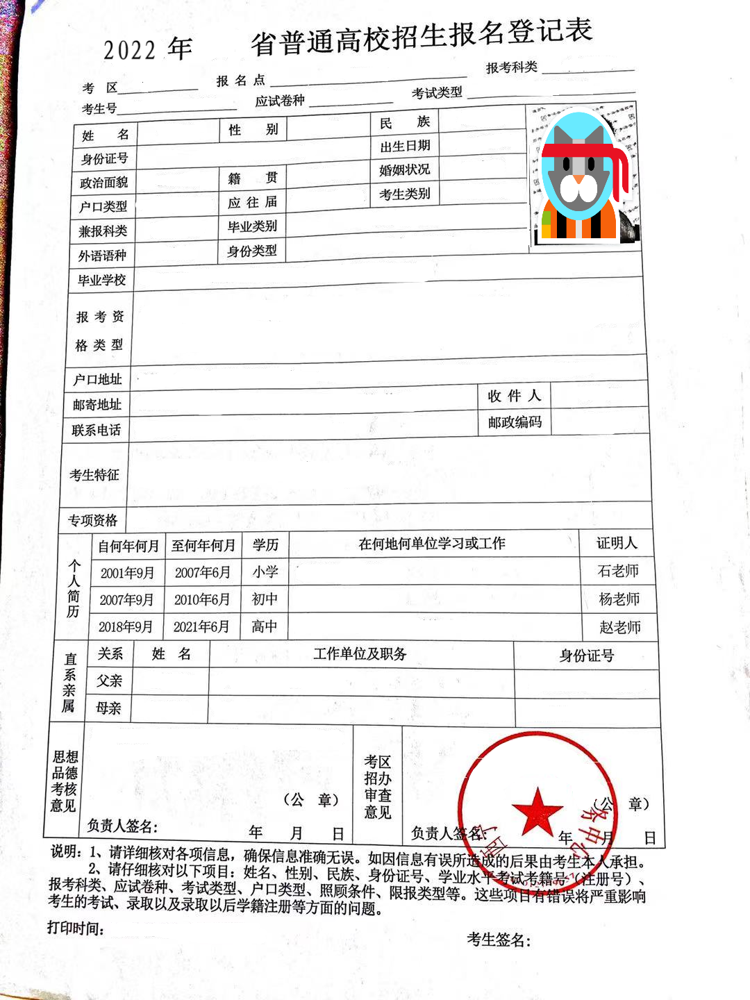 2022 年 省普通高校招生报名登记表
考 区 报 名 点 报考科类
考生号 应试卷种 考试类型
姓 名 性 别 民 族
身份证号 出生日期
政治面貌 籍 贯 婚姻状况
户口类型 应 往 届 考生类别
兼报科类 毕业类别
外语语种 身份类型
毕业学校
报 考 资
格 类 型
户口地址
邮寄地址 收 件 人
联系电话 邮政编码
考生特征
专项资格
个人简历
自何年何月 至何年何月 学历 在何地何单位学习或工作 证明人
2001年9月 2007年6月 小学 石老师
2007年9月 2010年6月 初中 杨老师
2018年9月 2021年6月 高中 赵老师
直系亲属
关系 姓 名 工作单位及职务 身份证号
父亲
母亲
思想
品德
考核
意见
（公 章）
负责人签名： 年 月 日
考区
招办
审查
意见
（公 章）
负责人签名： 年 月 日
中心
说明：1、请详细核对各项信息，确保信息准确无误。如因信息有误所造成的后果由考生本人承担。
2、请仔细核对以下项目：姓名、性别、民族、身份证号、学业水平考试考籍号（注册号）、
报考科类、应试卷种、考试类型、户口类型、照顾条件、限报类型等。这些项目有错误将严重影响
考生的考试、录取以及录取以后学籍注册等方面的问题。
打印时间：
考生签名：